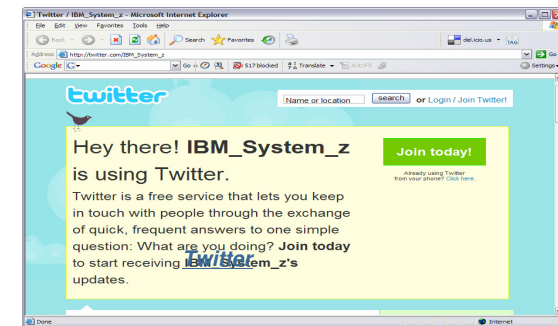 Twitter / IBM_System_z - Microsoft Internet Explorer
File Edit View Favorites Tools Help
Back Search Favorites del.icio.us TAG
Address http://twitter.com/IBM_System_z Go
Google G Go 517 blocked Translate AutoFill Settings
twitter
Name or location search or Login / Join Twitter!
Hey there! IBM_System_z
is using Twitter.
Twitter is a free service that lets you keep
in touch with people through the exchange
of quick, frequent answers to one simple
question: What are you doing? Join today
to start receiving IBM_System_z's
updates.
Twitter
Join today!
Already using Twitter
from your phone? Click here.
Done Internet